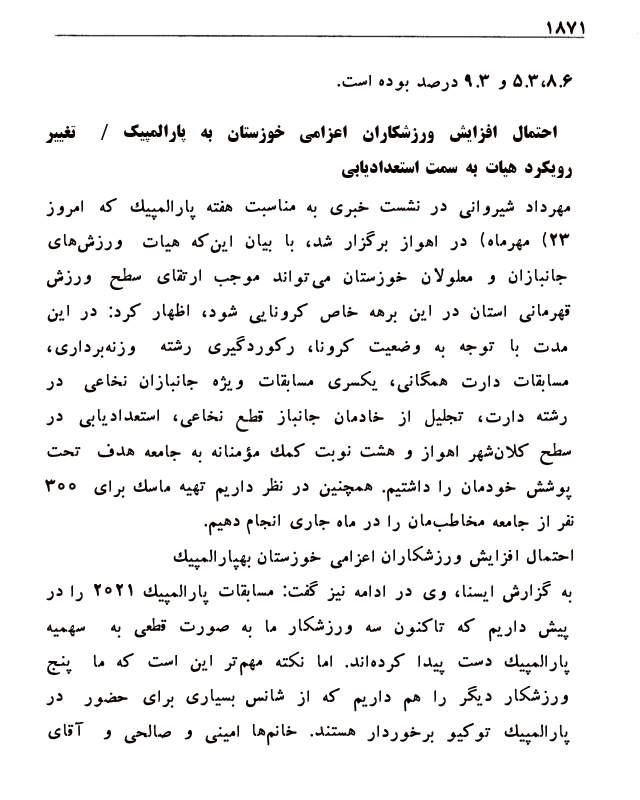 ۱۸۷۱
۵.۳،۸.۶ و ۹.۳ درصد بوده است.
احتمال افزایش ورزشکاران اعزامی خوزستان به پارالمپیک / تغییر
رویکرد هیات به سمت استعدادیابی
مهرداد شیروانی در نشست خبری به مناسبت هفته پارالمپیك که امروز
۲۳) مهرماه) در اهواز برگزار شد، با بیان این‌که هیات ورزش‌های
جانبازان و معلولان خوزستان می‌تواند موجب ارتقای سطح ورزش
قهرمانی استان در این برهه خاص کرونایی شود، اظهار کرد: در این
مدت با توجه به وضعیت کرونا، رکوردگیری رشته وزنه‌برداری،
مسابقات دارت همگانی، یکسری مسابقات ویژه جانبازان نخاعی در
رشته دارت، تجلیل از خادمان جانباز قطع نخاعی، استعدادیابی در
سطح کلان‌شهر اهواز و هشت نوبت کمك مؤمنانه به جامعه هدف تحت
پوشش خودمان را داشتیم. همچنین در نظر داریم تهیه ماسك برای ۳۰۰
نفر از جامعه مخاطب‌مان را در ماه جاری انجام دهیم.
احتمال افزایش ورزشکاران اعزامی خوزستان بهپارالمپیك
به گزارش ایسنا، وی در ادامه نیز گفت: مسابقات پارالمپیك ۲۰۲۱ را در
پیش داریم که تاکنون سه ورزشکار ما به صورت قطعی به سهمیه
پارالمپیك دست پیدا کرده‌اند. اما نکته مهم‌تر این است که ما پنج
ورزشکار دیگر را هم داریم که از شانس بسیاری برای حضور در
پارالمپیك توکیو برخوردار هستند. خانم‌ها امینی و صالحی و آقای